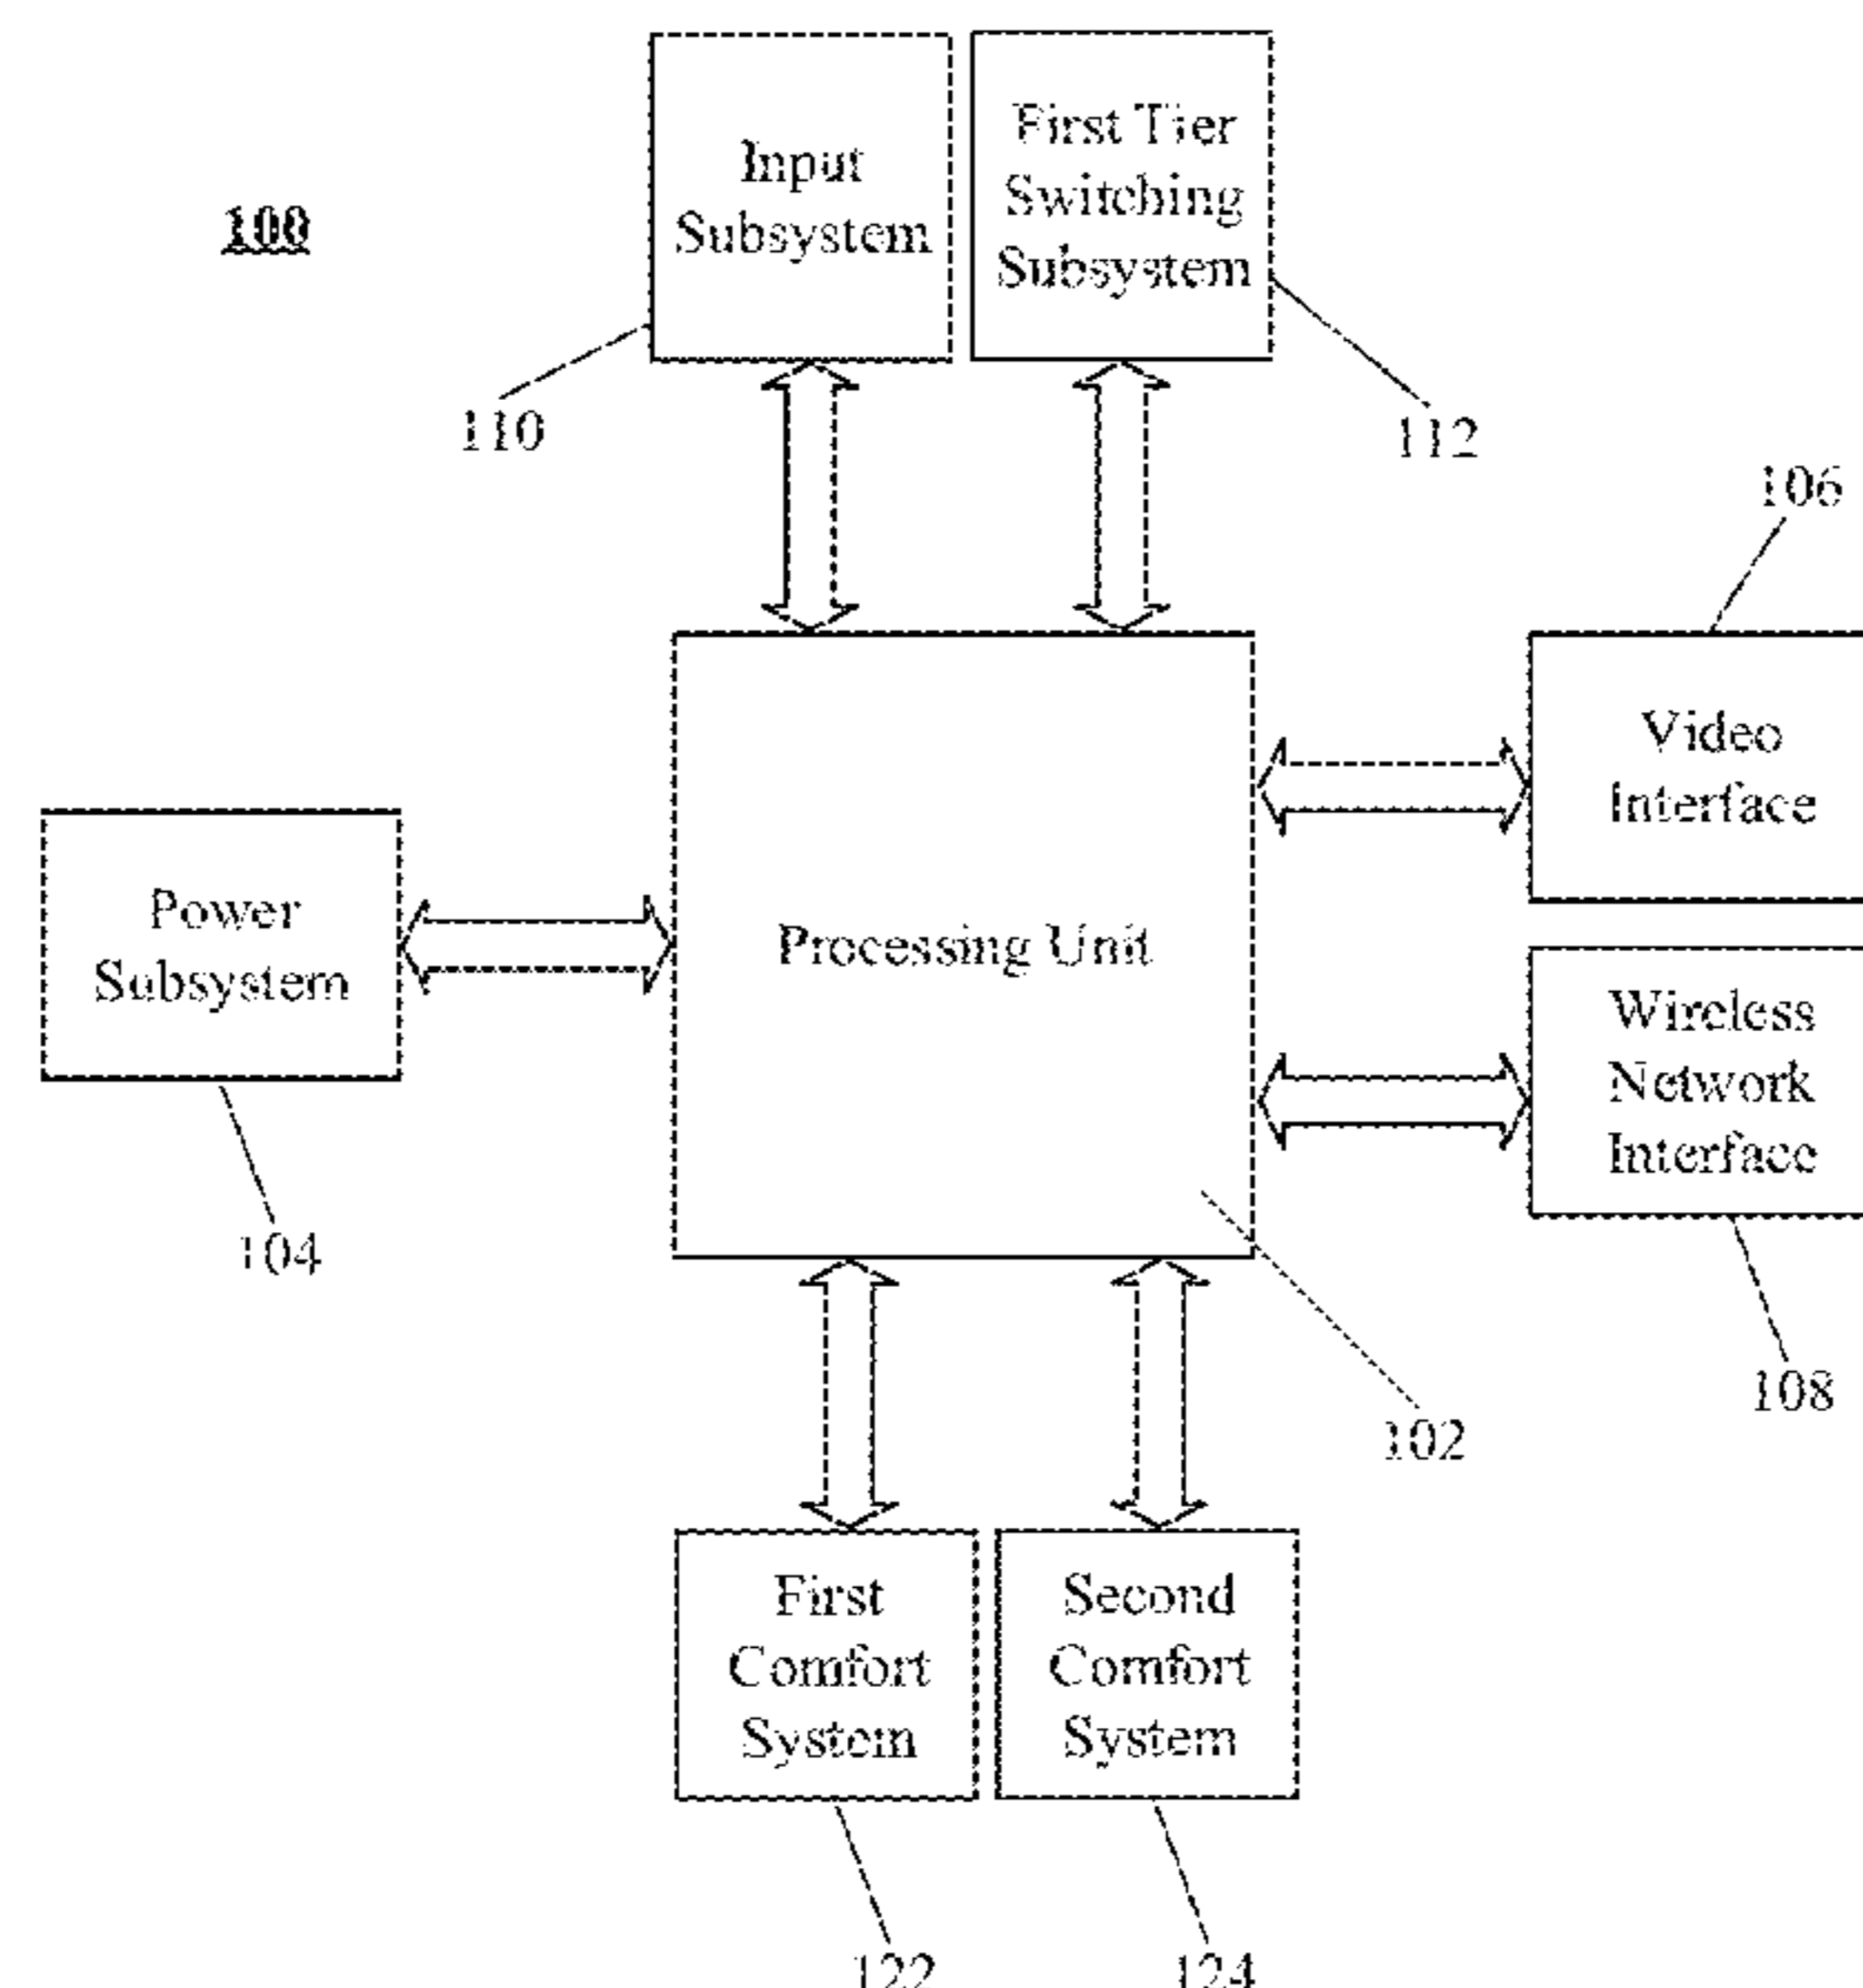 100
Input
Subsystem
First Tier
Switching
Subsystem
110
112
106
Video
Interface
Power
Subsystem
Processing Unit
Wireless
Network
Interface
104
108
102
First
Comfort
System
Second
Comfort
System
122
124